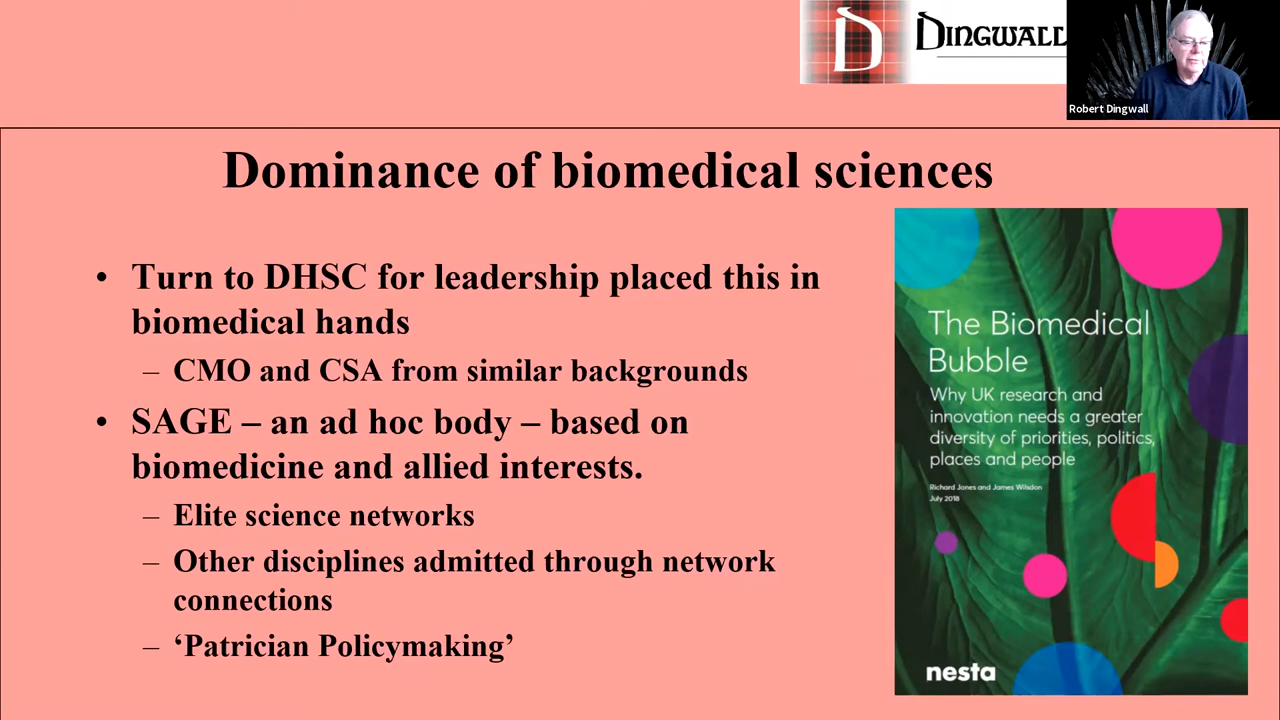 DINGWALL
Robert Dingwall
Dominance of biomedical sciences
• Turn to DHSC for leadership placed this in
biomedical hands
– CMO and CSA from similar backgrounds
• SAGE – an ad hoc body – based on
biomedicine and allied interests.
– Elite science networks
– Other disciplines admitted through network
connections
– ‘Patrician Policymaking’
The Biomedical
Bubble
Why UK research and
innovation needs a greater
diversity of priorities, politics,
places and people
Richard Jones and James Wilsdon
July 2018
nesta